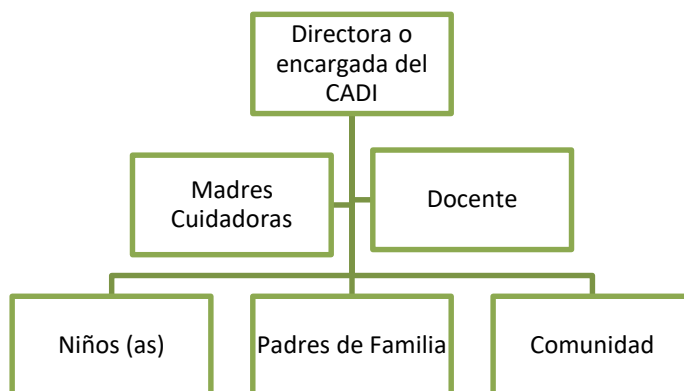 Directora o
encargada del
CADI
Madres
Cuidadoras
Docente
Niños (as)
Padres de Familia
Comunidad